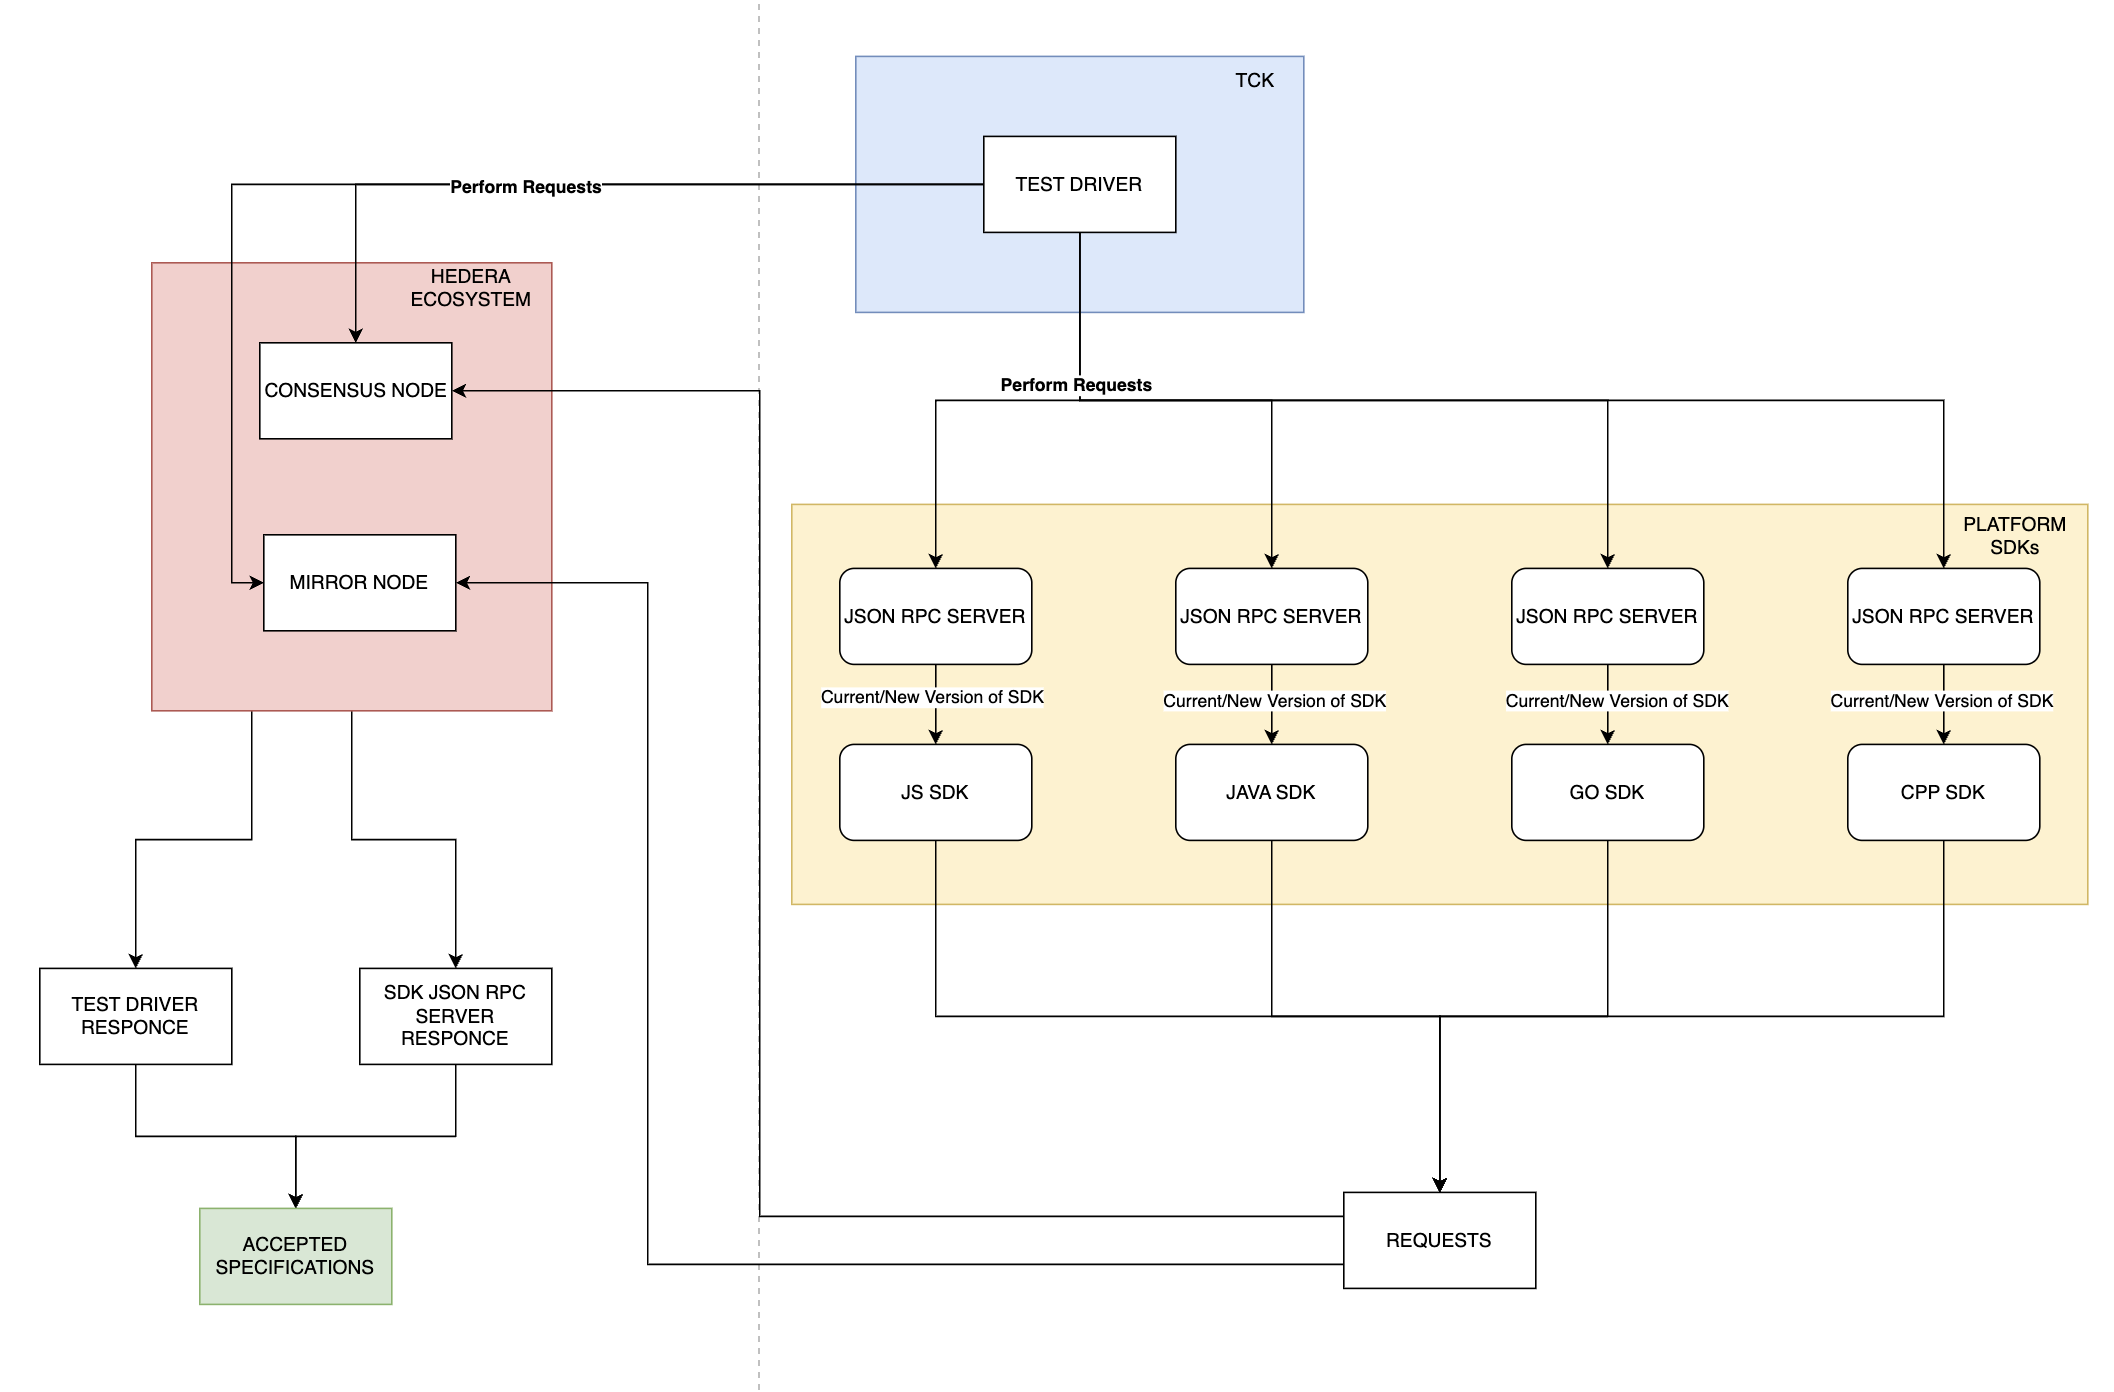 TCK
TEST DRIVER
Perform Requests
HEDERA
ECOSYSTEM
CONSENSUS NODE
MIRROR NODE
Perform Requests
PLATFORM
SDKs
JSON RPC SERVER
JSON RPC SERVER
JSON RPC SERVER
JSON RPC SERVER
Current/New Version of SDK
Current/New Version of SDK
Current/New Version of SDK
Current/New Version of SDK
JS SDK
JAVA SDK
GO SDK
CPP SDK
TEST DRIVER
RESPONCE
SDK JSON RPC
SERVER
RESPONCE
ACCEPTED
SPECIFICATIONS
REQUESTS